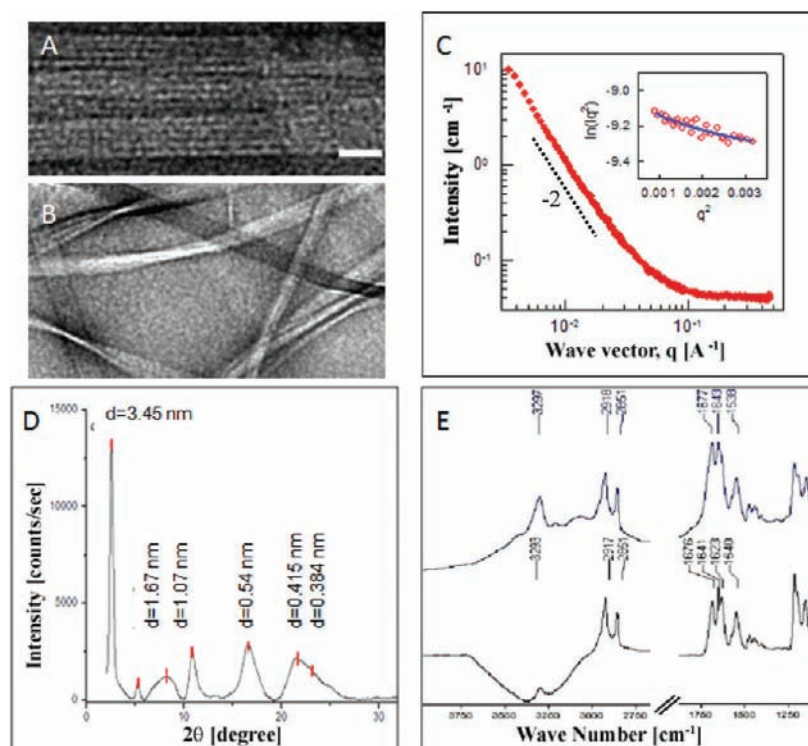 A
B
C
10¹
10⁰
10⁻¹
Intensity [cm⁻¹]
-2
-9.0
-9.2
-9.4
ln(Iq²)
0.001 0.002 0.003
q²
10⁻² 10⁻¹
Wave vector, q [A⁻¹]
D
d=3.45 nm
15000
10000
5000
0
Intensity [counts/sec]
d=1.67 nm
d=1.07 nm
d=0.54 nm
d=0.415 nm
d=0.384 nm
0 10 20 30
2θ [degree]
E
3297
2918
2851
1677
1643
1538
3293
2917
2851
1676
1641
1623
1540
3750 3500 3250 2750 1750 1500 1250
Wave Number [cm⁻¹]